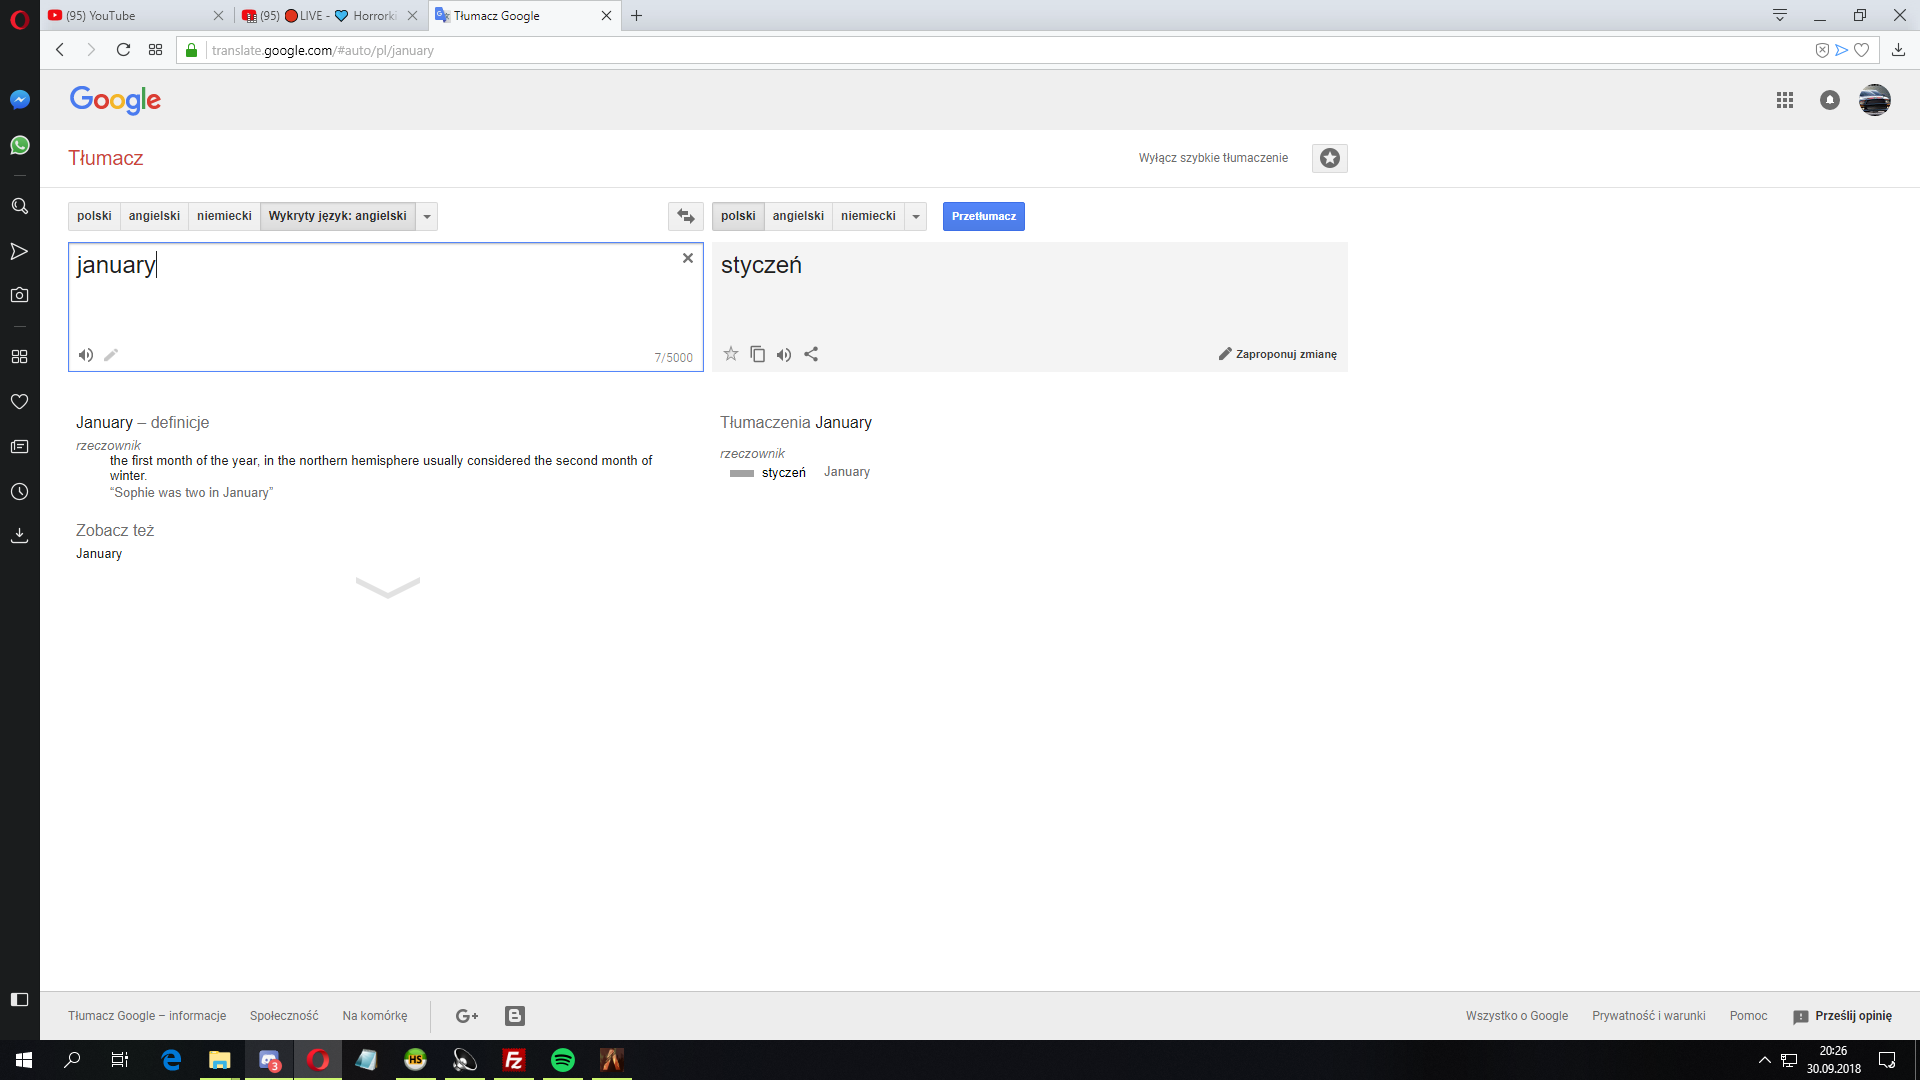 (95) YouTube
(95) LIVE - Horrorki
Tłumacz Google
translate.google.com/#auto/pl/january
Google
Tłumacz
Wyłącz szybkie tłumaczenie
polski angielski niemiecki Wykryty język: angielski
polski angielski niemiecki Przetłumacz
january
styczeń
7/5000
Zaproponuj zmianę
January – definicje
rzeczownik
the first month of the year, in the northern hemisphere usually considered the second month of
winter.
“Sophie was two in January”
Zobacz też
January
Tłumaczenia January
rzeczownik
styczeń January
Tłumacz Google – informacje Społeczność Na komórkę G+
Wszystko o Google Prywatność i warunki Pomoc Prześlij opinię
3
HS
Fz
20:26
30.09.2018